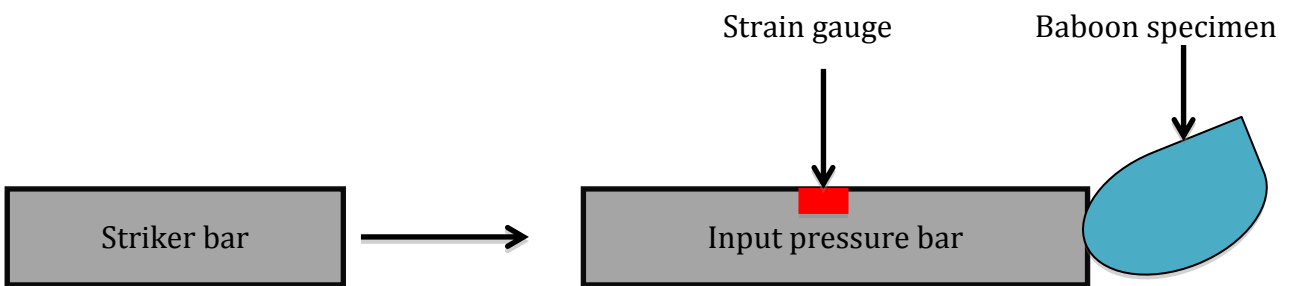 Strain gauge
Baboon specimen
Striker bar
Input pressure bar